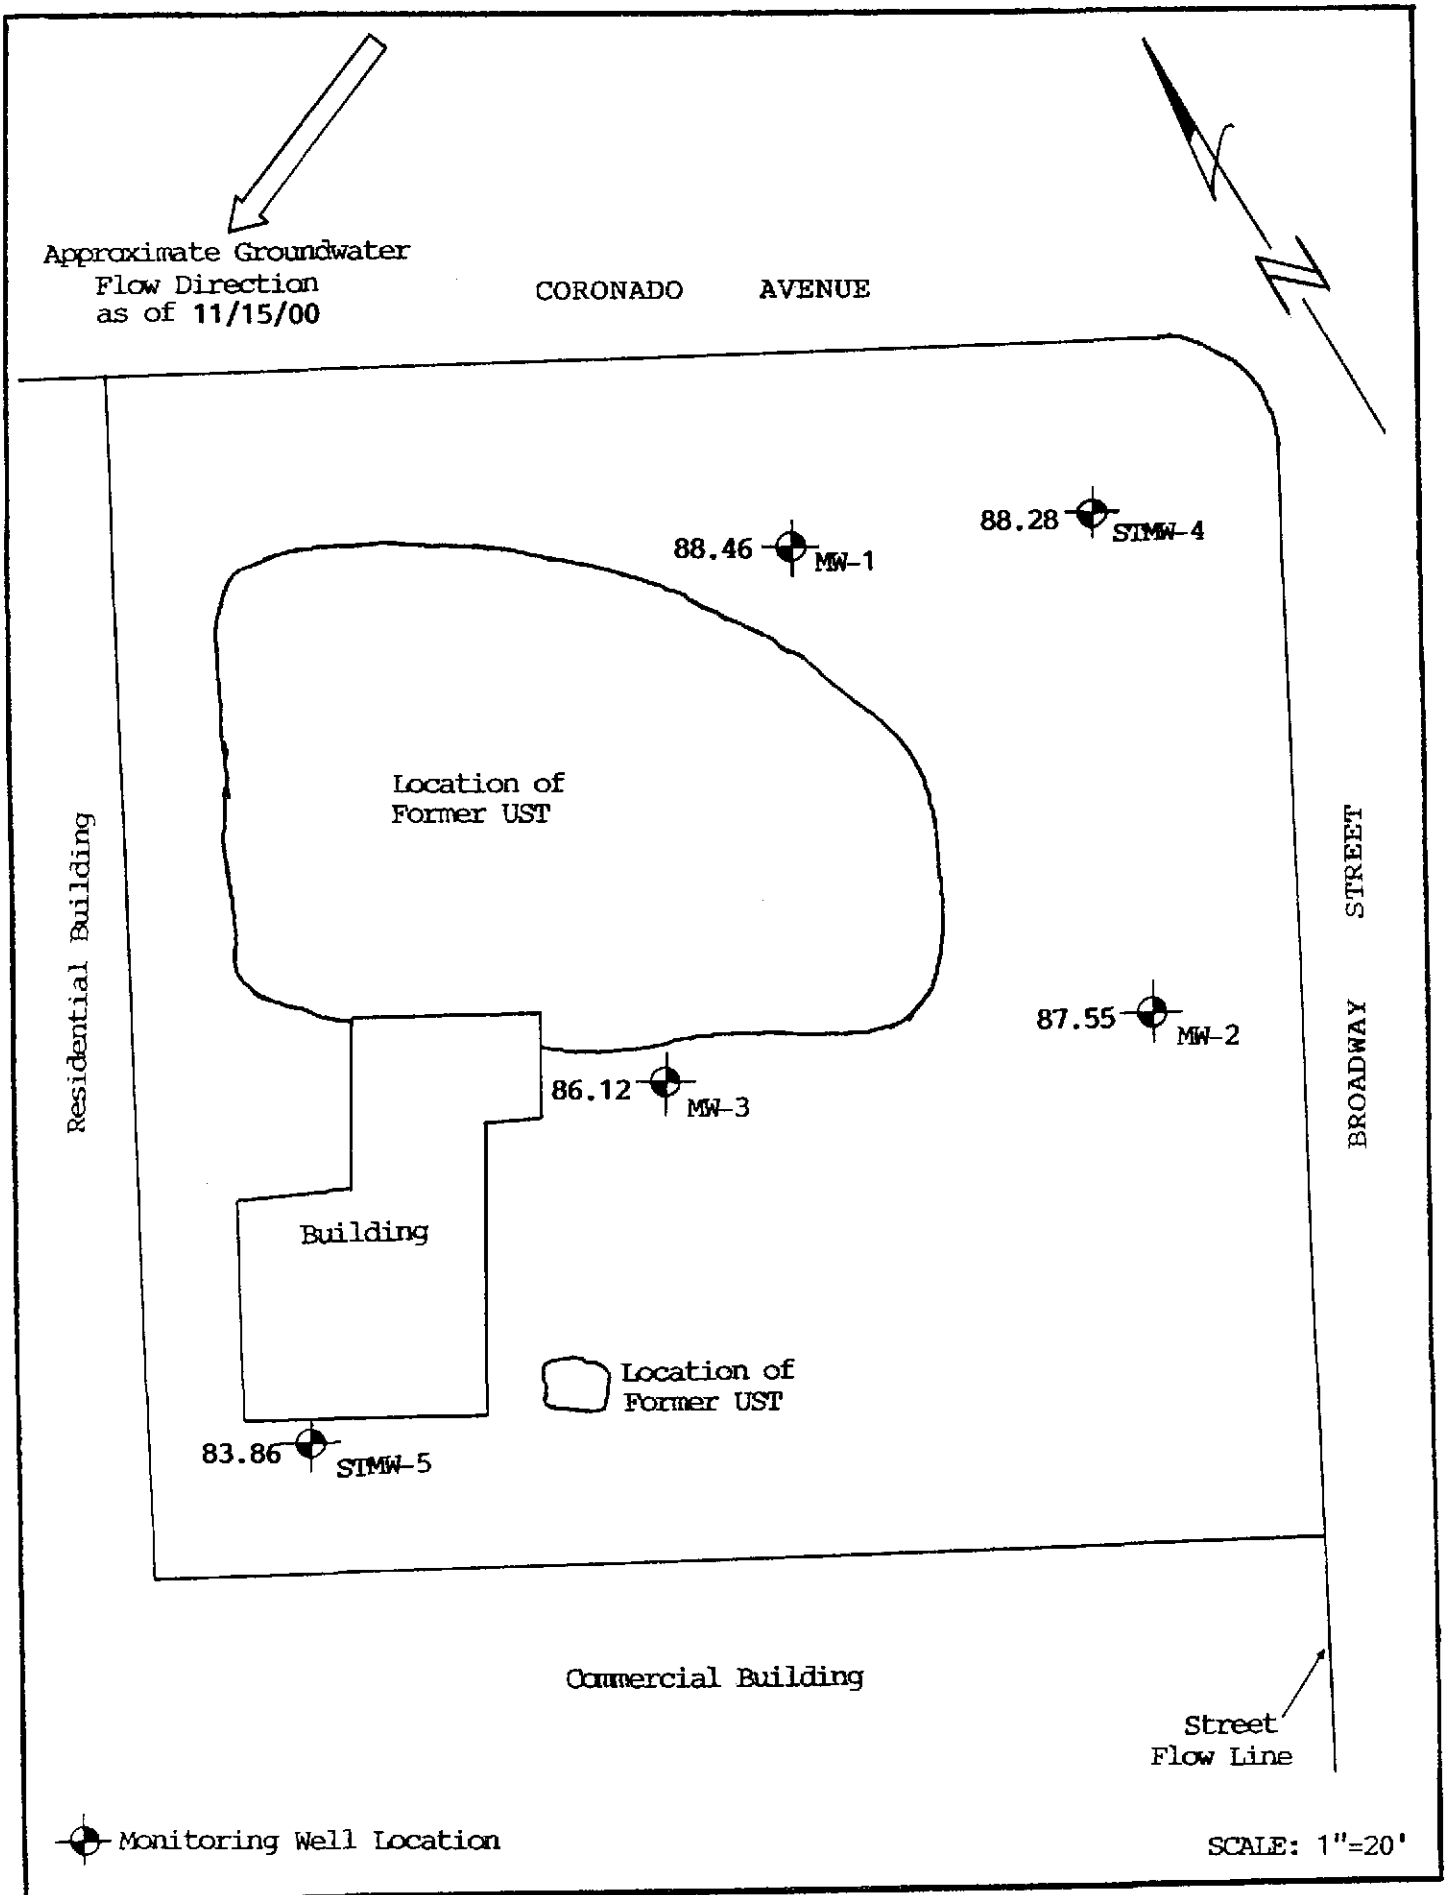 Approximate Groundwater
Flow Direction
as of 11/15/00
CORONADO AVENUE
N
88.46 MW-1
88.28 STMW-4
Location of
Former UST
Residential Building
BROADWAY STREET
87.55 MW-2
86.12 MW-3
Building
Location of
Former UST
83.86 STMW-5
Commercial Building
Street
Flow Line
Monitoring Well Location
SCALE: 1"=20'